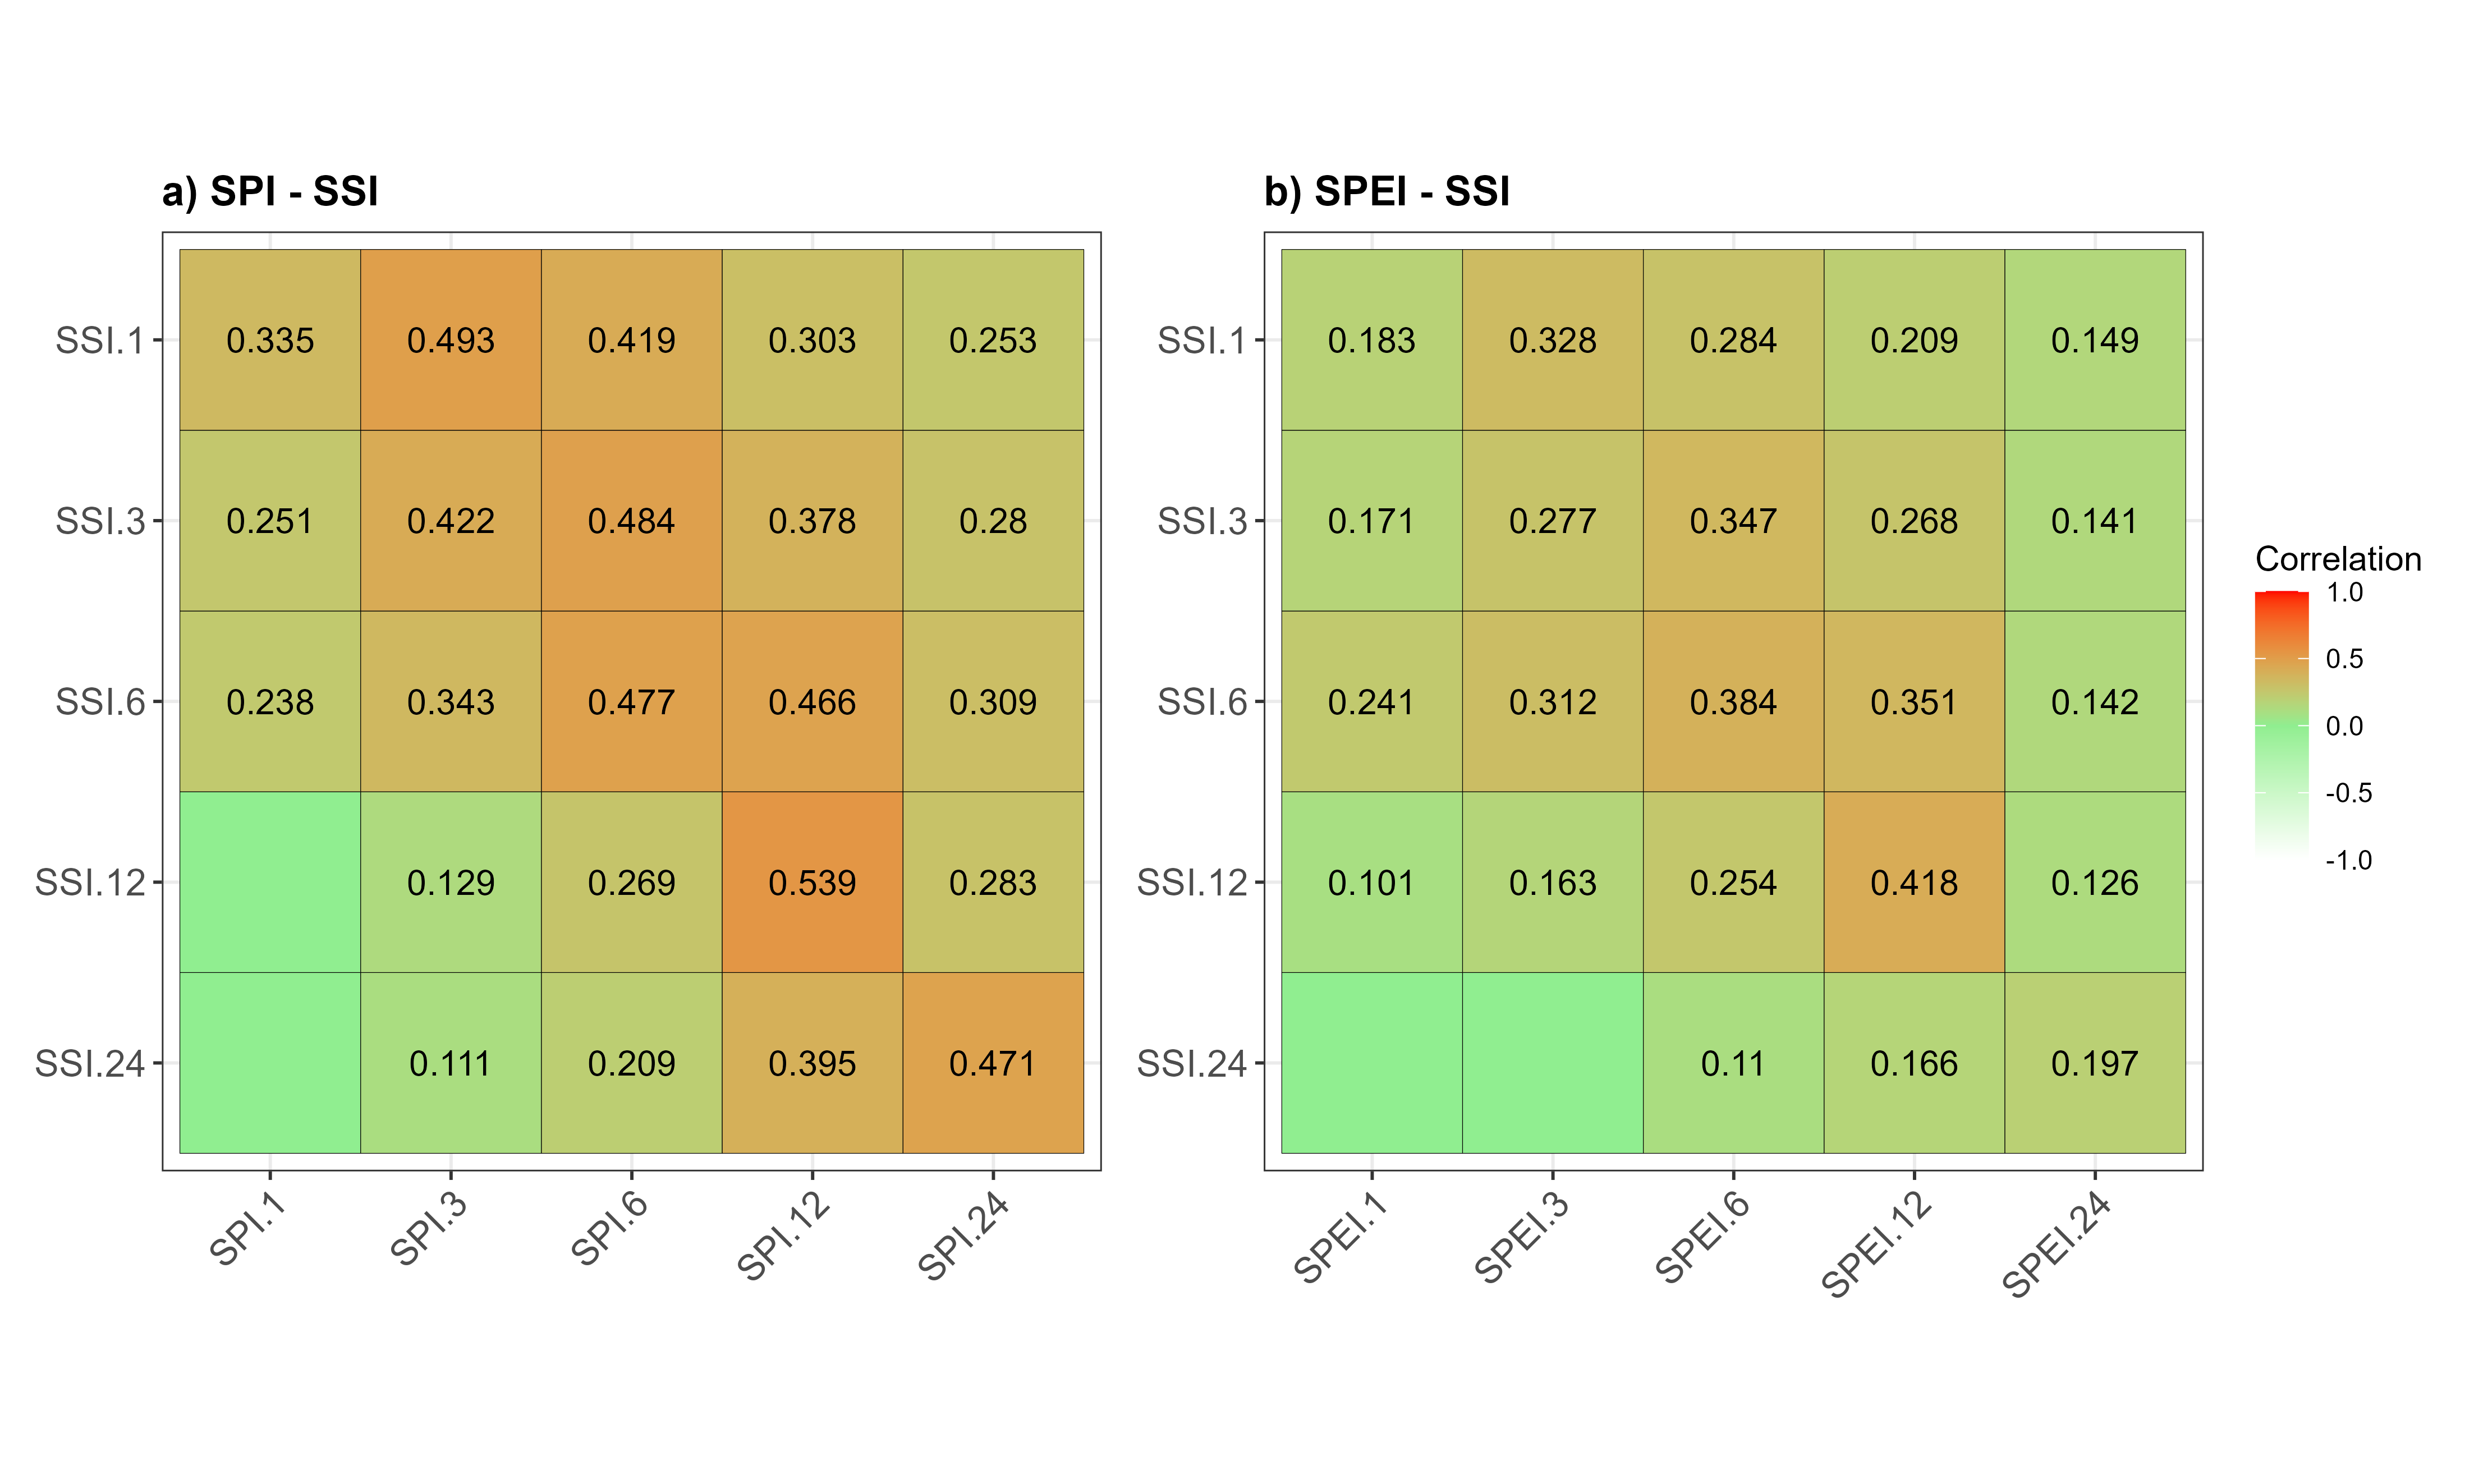 a) SPI - SSI
SSI.1 0.335 0.493 0.419 0.303 0.253
SSI.3 0.251 0.422 0.484 0.378 0.28
SSI.6 0.238 0.343 0.477 0.466 0.309
SSI.12 0.129 0.269 0.539 0.283
SSI.24 0.111 0.209 0.395 0.471
SPI.1 SPI.3 SPI.6 SPI.12 SPI.24
b) SPEI - SSI
SSI.1 0.183 0.328 0.284 0.209 0.149
SSI.3 0.171 0.277 0.347 0.268 0.141
SSI.6 0.241 0.312 0.384 0.351 0.142
SSI.12 0.101 0.163 0.254 0.418 0.126
SSI.24 0.11 0.166 0.197
SPEI.1 SPEI.3 SPEI.6 SPEI.12 SPEI.24
Correlation
1.0
0.5
0.0
-0.5
-1.0